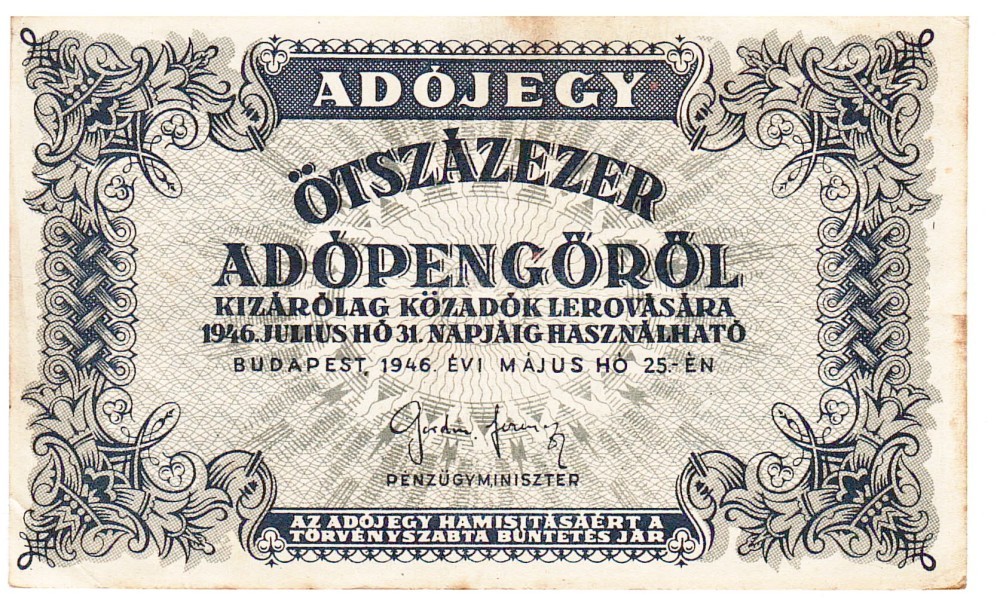 ADÓJEGY
ÖTSZÁZEZER
ADÓPENGŐRŐL
KIZÁRÓLAG KÖZADÓK LEROVÁSÁRA
1946. JULIUS HÓ 31. NAPJÁIG HASZNÁLHATÓ
BUDAPEST, 1946. ÉVI MÁJUS HÓ 25.-ÉN
PÉNZÜGYMINISZTER
AZ ADÓJEGY HAMISITÁSÁÉRT A
TÖRVÉNYSZABTA BÜNTETÉS JÁR